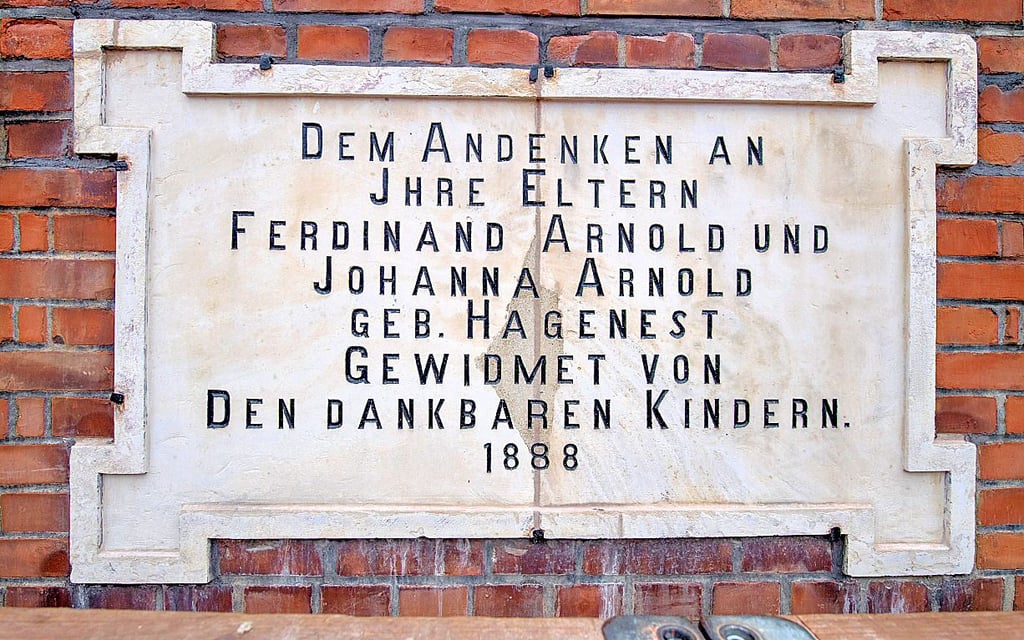 Dem Andenken an
Jhre Eltern
Ferdinand Arnold und
Johanna Arnold
geb. Hagenest
Gewidmet von
Den dankbaren Kindern.
1888